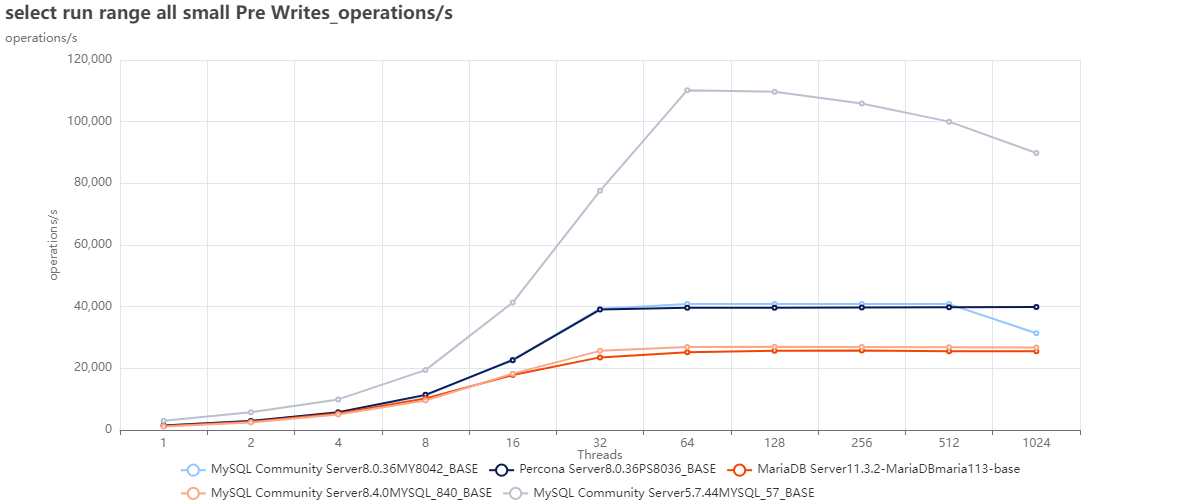 select run range all small Pre Writes_operations/s
operations/s
120,000
100,000
80,000
60,000
40,000
20,000
0
operations/s
1 2 4 8 16 32 64 128 256 512 1024
Threads
MySQL Community Server8.0.36MY8042_BASE Percona Server8.0.36PS8036_BASE MariaDB Server11.3.2-MariaDBmaria113-base
MySQL Community Server8.4.0MYSQL_840_BASE MySQL Community Server5.7.44MYSQL_57_BASE